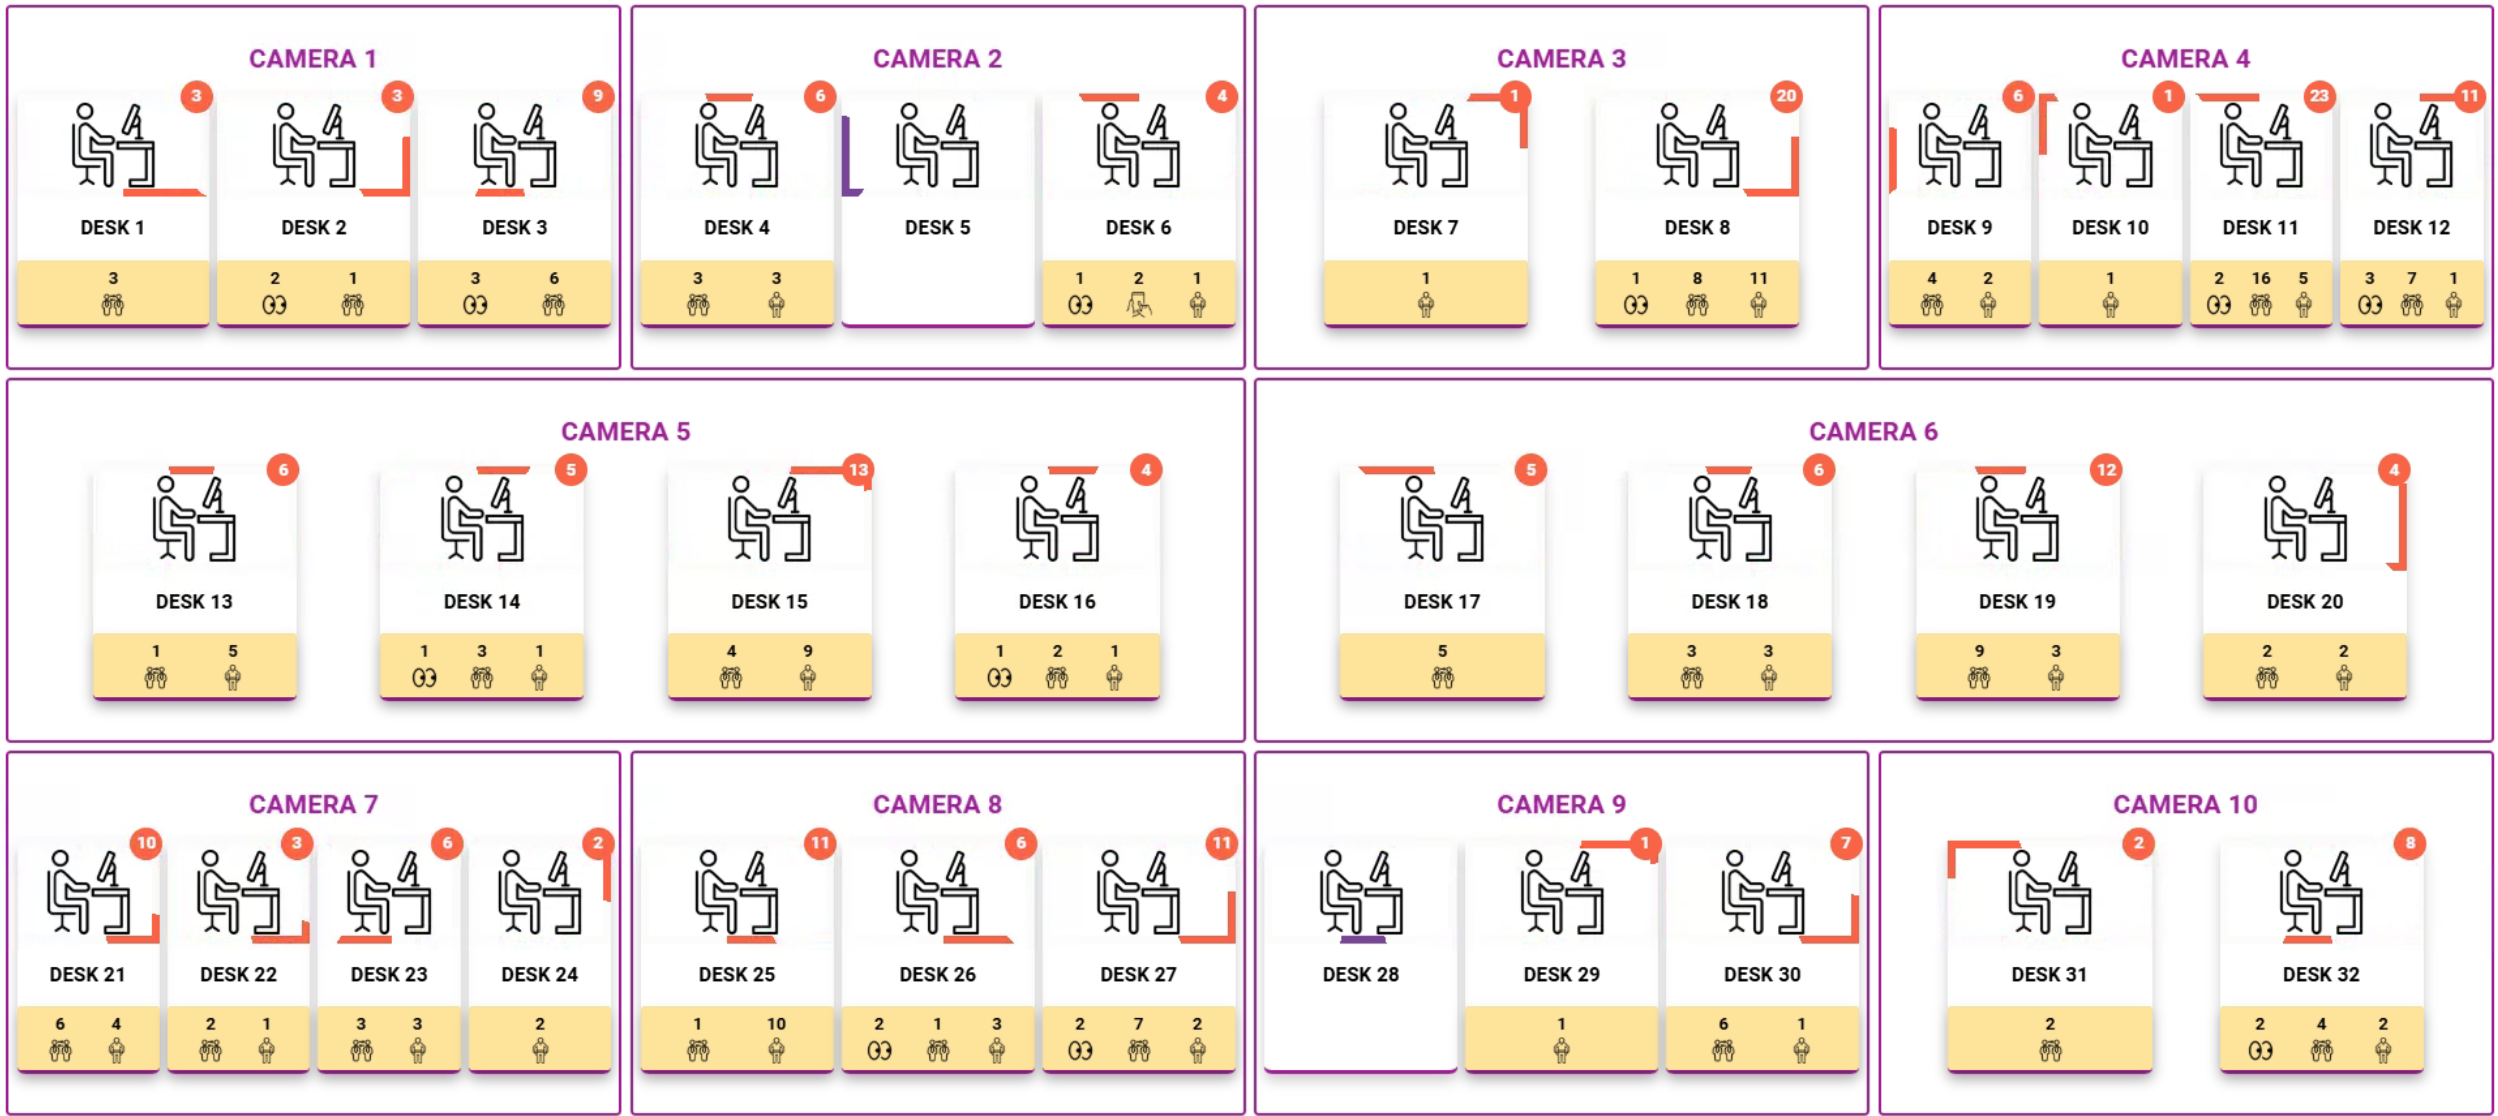 CAMERA 1
3
3
9
DESK 1
DESK 2
DESK 3
3
2 1
3 6
CAMERA 2
6
4
DESK 4
DESK 5
DESK 6
3 3
1 2 1
CAMERA 3
1
20
DESK 7
DESK 8
1
1 8 11
CAMERA 4
6
1
23
11
DESK 9
DESK 10
DESK 11
DESK 12
4 2
1
2 16 5
3 7 1
CAMERA 5
6
5
13
4
DESK 13
DESK 14
DESK 15
DESK 16
1 5
1 3 1
4 9
1 2 1
CAMERA 6
5
6
12
4
DESK 17
DESK 18
DESK 19
DESK 20
5
3 3
9 3
2 2
CAMERA 7
10
3
6
2
DESK 21
DESK 22
DESK 23
DESK 24
6 4
2 1
3 3
2
CAMERA 8
11
6
11
DESK 25
DESK 26
DESK 27
1 10
2 1 3
2 7 2
CAMERA 9
1
7
DESK 28
DESK 29
DESK 30
1
6 1
CAMERA 10
2
8
DESK 31
DESK 32
2
2 4 2